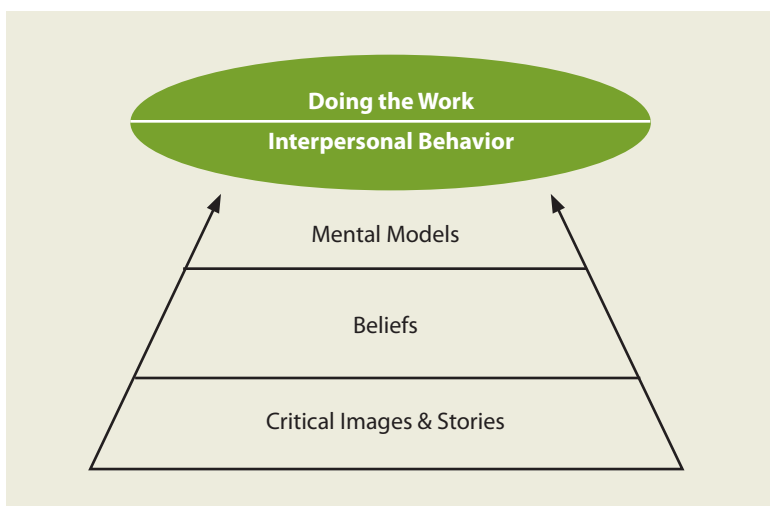 Doing the Work
Interpersonal Behavior
Mental Models
Beliefs
Critical Images & Stories